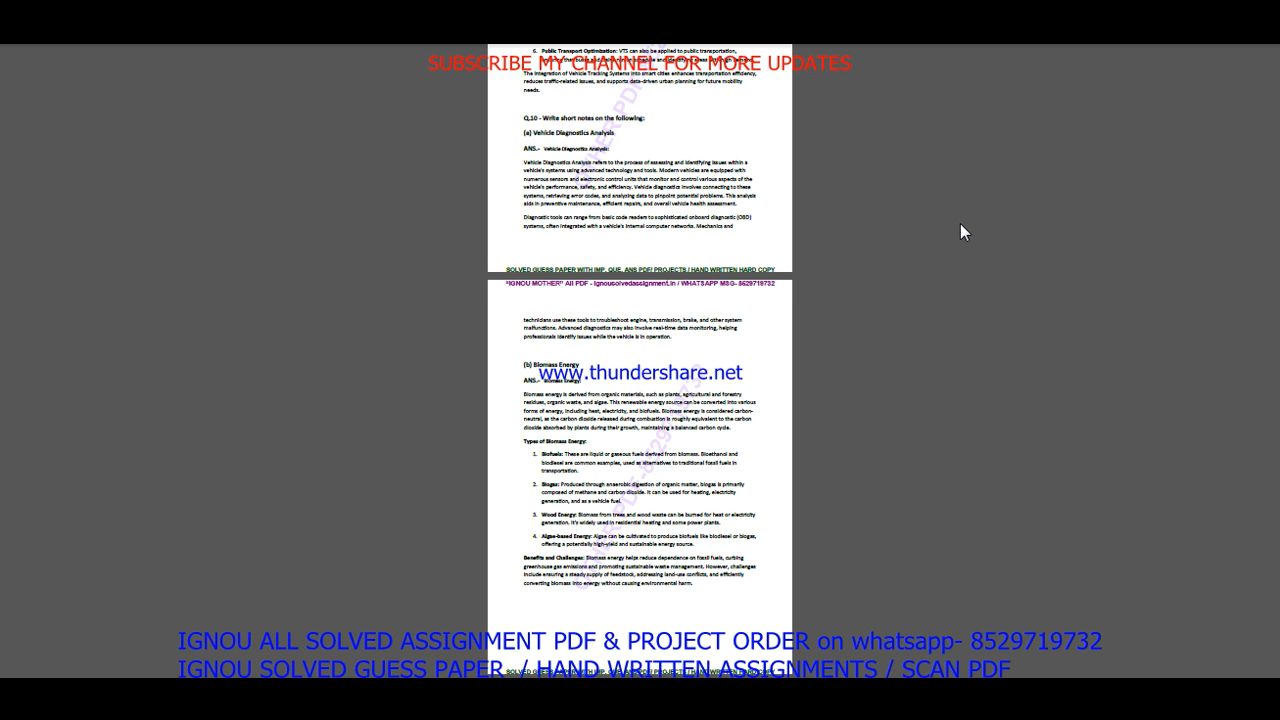 6. Public Transport Optimization: VTS can also be applied to public transportation,
SUBSCRIBE MY CHANNEL FOR MORE UPDATES
The integration of Vehicle Tracking Systems into smart cities enhances transportation efficiency,
reduces traffic-related issues, and supports data-driven urban planning for future mobility
needs.
Q.10 - Write short notes on the following:
(a) Vehicle Diagnostics Analysis
ANS.- Vehicle Diagnostics Analysis:
Vehicle Diagnostics Analysis refers to the process of assessing and identifying issues within a
vehicle's systems using advanced technology and tools. Modern vehicles are equipped with
numerous sensors and electronic control units that monitor and control various aspects of the
vehicle's performance, safety, and efficiency. Vehicle diagnostics involves connecting to these
systems, retrieving error codes, and analyzing data to pinpoint potential problems. This analysis
aids in preventive maintenance, efficient repairs, and overall vehicle health assessment.
Diagnostic tools can range from basic code readers to sophisticated onboard diagnostic (OBD)
systems, often integrated with a vehicle's internal computer networks. Mechanics and
SOLVED GUESS PAPER WITH IMP. QUE. ANS PDF/ PROJECTS / HAND WRITTEN HARD COPY
"IGNOU MOTHER" All PDF - Ignousolvedassignment.in / WHATSAPP MSG- 8529719732
technicians use these tools to troubleshoot engine, transmission, brake, and other system
malfunctions. Advanced diagnostics may also involve real-time data monitoring, helping
professionals identify issues while the vehicle is in operation.
(b) Biomass Energy
www.thundershare.net
ANS.- Biomass Energy:
Biomass energy is derived from organic materials, such as plants, agricultural and forestry
residues, organic waste, and algae. This renewable energy source can be converted into various
forms of energy, including heat, electricity, and biofuels. Biomass energy is considered carbon-
neutral, as the carbon dioxide released during combustion is roughly equivalent to the carbon
dioxide absorbed by plants during their growth, maintaining a balanced carbon cycle.
Types of Biomass Energy:
1. Biofuels: These are liquid or gaseous fuels derived from biomass. Bioethanol and
biodiesel are common examples, used as alternatives to traditional fossil fuels in
transportation.
2. Biogas: Produced through anaerobic digestion of organic matter, biogas is primarily
composed of methane and carbon dioxide. It can be used for heating, electricity
generation, and as a vehicle fuel.
3. Wood Energy: Biomass from trees and wood waste can be burned for heat or electricity
generation. It's widely used in residential heating and some power plants.
4. Algae-based Energy: Algae can be cultivated to produce biofuels like biodiesel or biogas,
offering a potentially high-yield and sustainable energy source.
Benefits and Challenges: Biomass energy helps reduce dependence on fossil fuels, curbing
greenhouse gas emissions and promoting sustainable waste management. However, challenges
include ensuring a steady supply of feedstock, addressing land-use conflicts, and efficiently
converting biomass into energy without causing environmental harm.
IGNOU ALL SOLVED ASSIGNMENT PDF & PROJECT ORDER on whatsapp- 8529719732
IGNOU SOLVED GUESS PAPER / HAND WRITTEN ASSIGNMENTS / SCAN PDF